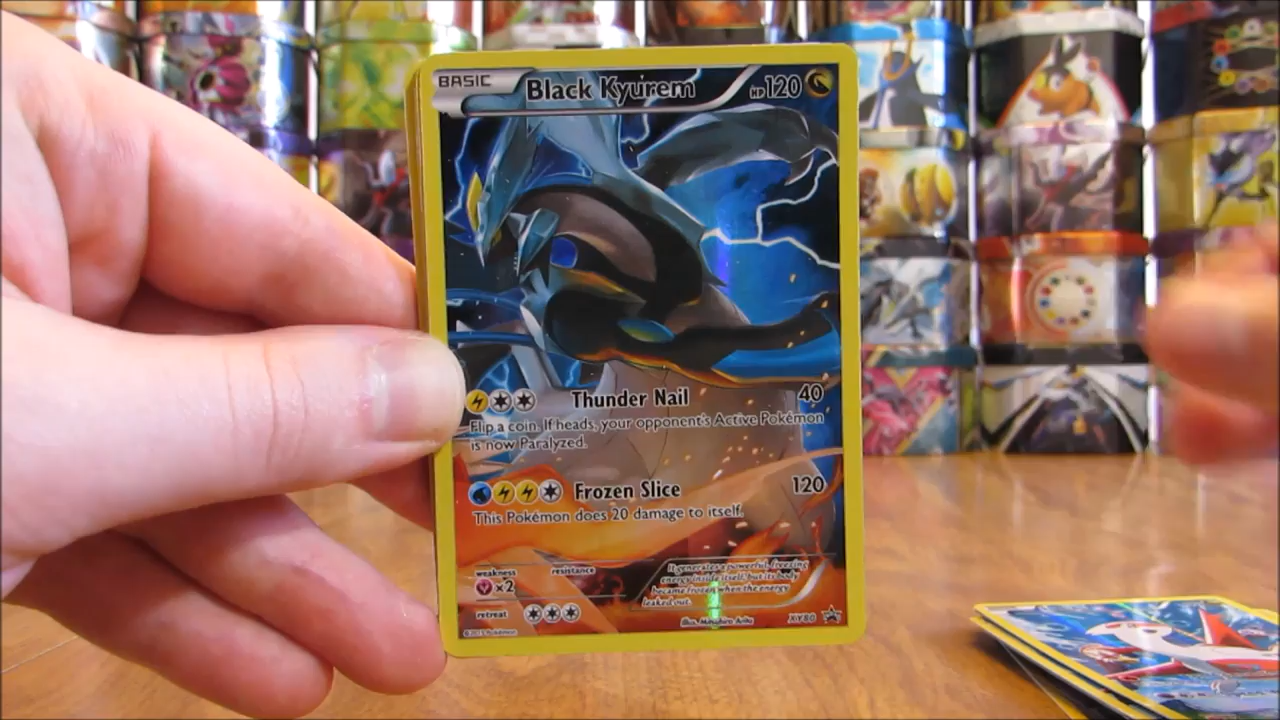 BASIC Black Kyurem HP120
Thunder Nail 40
Flip a coin. If heads, your opponent's Active Pokémon
is now Paralyzed.
Frozen Slice 120
This Pokémon does 20 damage to itself.
weakness resistance
×2
retreat
It generates a powerful, freezing
energy inside itself, but its body
became frozen when the energy
leaked out.
Illus. Masahiro
XY80
©2015 Pokémon